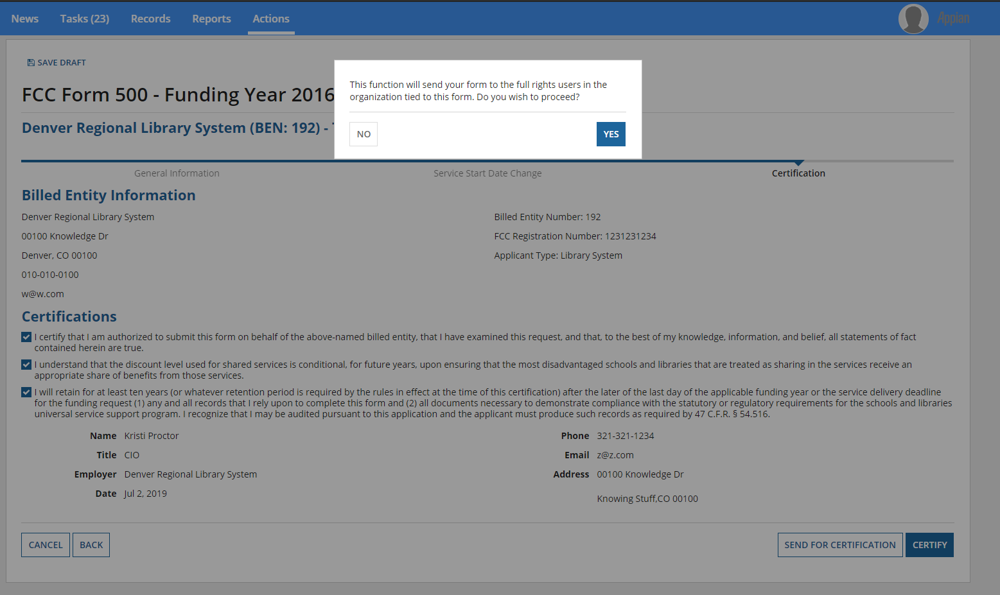 News Tasks (23) Records Reports Actions Appian
SAVE DRAFT
FCC Form 500 - Funding Year 2016
Denver Regional Library System (BEN: 192) -
This function will send your form to the full rights users in the
organization tied to this form. Do you wish to proceed?
NO YES
General Information Service Start Date Change Certification
Billed Entity Information
Denver Regional Library System
00100 Knowledge Dr
Denver, CO 00100
010-010-0100
w@w.com
Billed Entity Number: 192
FCC Registration Number: 1231231234
Applicant Type: Library System
Certifications
I certify that I am authorized to submit this form on behalf of the above-named billed entity, that I have examined this request, and that, to the best of my knowledge, information, and belief, all statements of fact
contained herein are true.
I understand that the discount level used for shared services is conditional, for future years, upon ensuring that the most disadvantaged schools and libraries that are treated as sharing in the services receive an
appropriate share of benefits from those services.
I will retain for at least ten years (or whatever retention period is required by the rules in effect at the time of this certification) after the later of the last day of the applicable funding year or the service delivery deadline
for the funding request (1) any and all records that I rely upon to complete this form and (2) all documents necessary to demonstrate compliance with the statutory or regulatory requirements for the schools and libraries
universal service support program. I recognize that I may be audited pursuant to this application and the applicant must produce such records as required by 47 C.F.R. § 54.516.
Name Kristi Proctor
Title CIO
Employer Denver Regional Library System
Date Jul 2, 2019
Phone 321-321-1234
Email z@z.com
Address 00100 Knowledge Dr
Knowing Stuff,CO 00100
CANCEL BACK SEND FOR CERTIFICATION CERTIFY